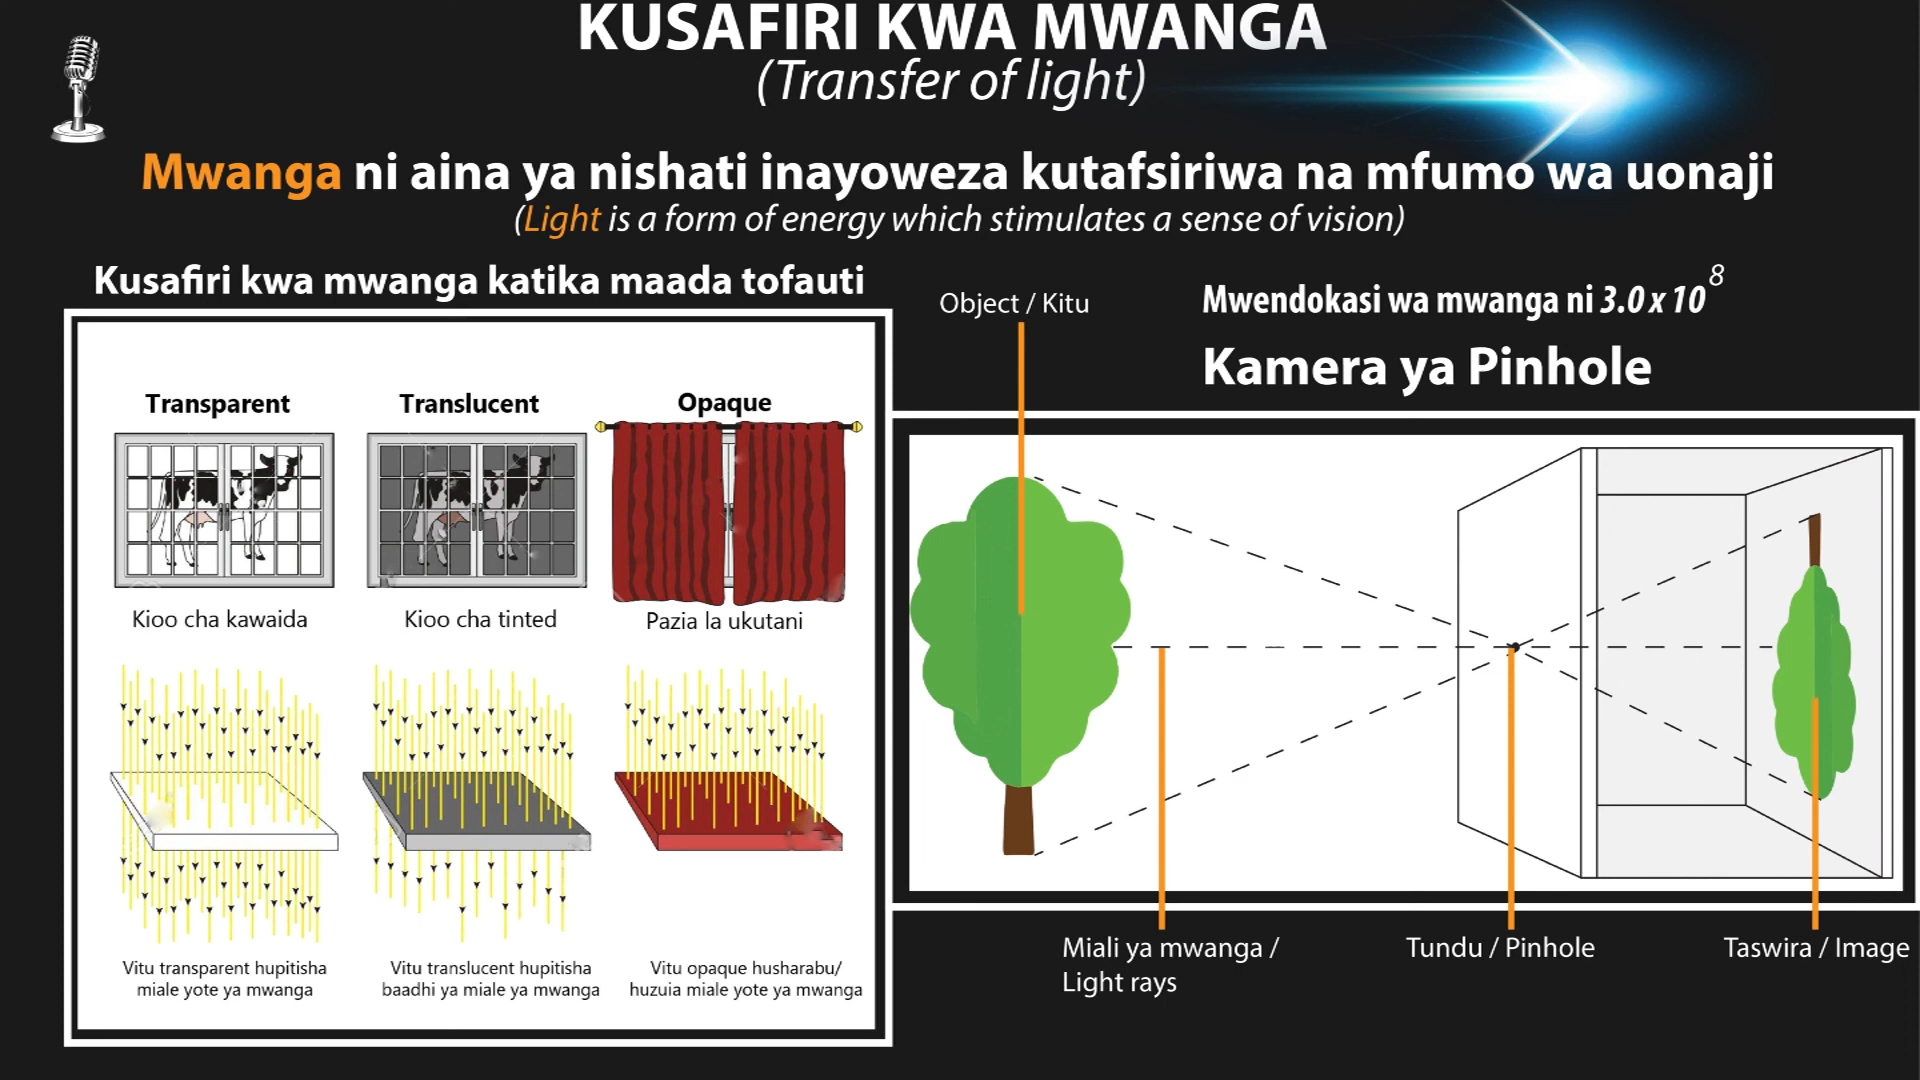 KUSAFIRI KWA MWANGA
(Transfer of light)
Mwanga ni aina ya nishati inayoweza kutafsiriwa na mfumo wa uonaji
(Light is a form of energy which stimulates a sense of vision)
Kusafiri kwa mwanga katika maada tofauti
Transparent
Translucent
Opaque
Kioo cha kawaida
Kioo cha tinted
Pazia la ukutani
Vitu transparent hupitisha
miale yote ya mwanga
Vitu translucent hupitisha
baadhi ya miale ya mwanga
Vitu opaque husharabu/
huzuia miale yote ya mwanga
Object / Kitu
Mwendokasi wa mwanga ni 3.0 x 10⁸
Kamera ya Pinhole
Miali ya mwanga /
Light rays
Tundu / Pinhole
Taswira / Image